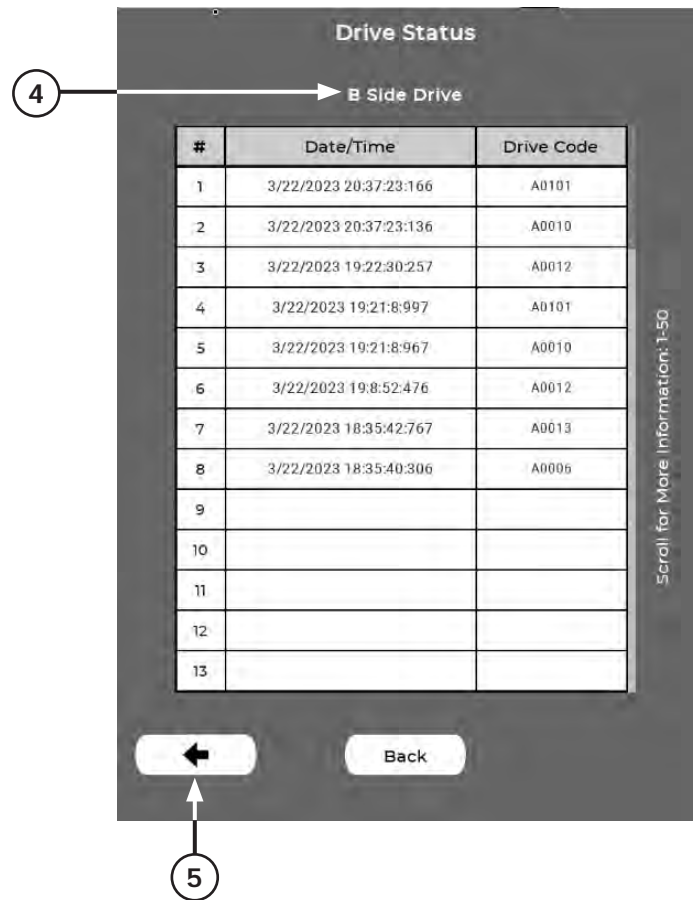 Drive Status
4
B Side Drive
# Date/Time Drive Code
1 3/22/2023 20:37:23:166 A0101
2 3/22/2023 20:37:23:136 A0010
3 3/22/2023 19:22:30:257 A0012
4 3/22/2023 19:21:8:997 A0101
5 3/22/2023 19:21:8:967 A0010
6 3/22/2023 19:8:52:476 A0012
7 3/22/2023 18:35:42:767 A0013
8 3/22/2023 18:35:40:306 A0006
9
10
11
12
13
Scroll for More Information: 1-50
Back
5